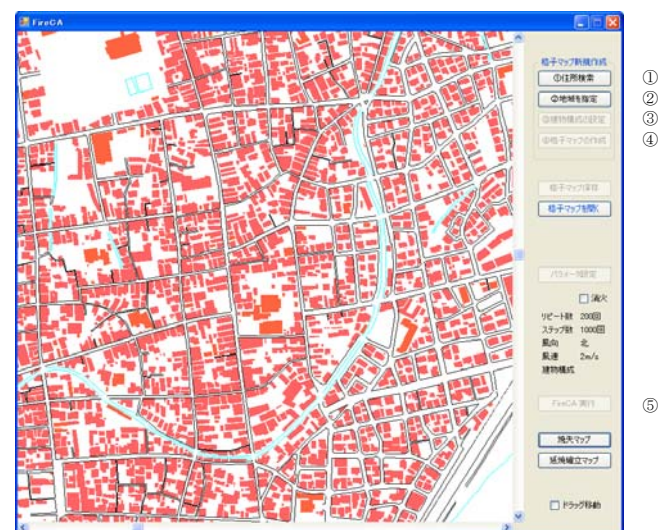 FireCA
格子マップ新規作成
①住所検索
①
②地域を指定
②
③建物構成の設定
③
④格子マップの作成
④
格子マップ保存
格子マップを開く
パラメータ設定
消火
リピート数 200回
ステップ数 1000回
風向 北
風速 2m/s
建物構成
FireCA 実行
⑤
焼失マップ
延焼確立マップ
ドラッグ移動